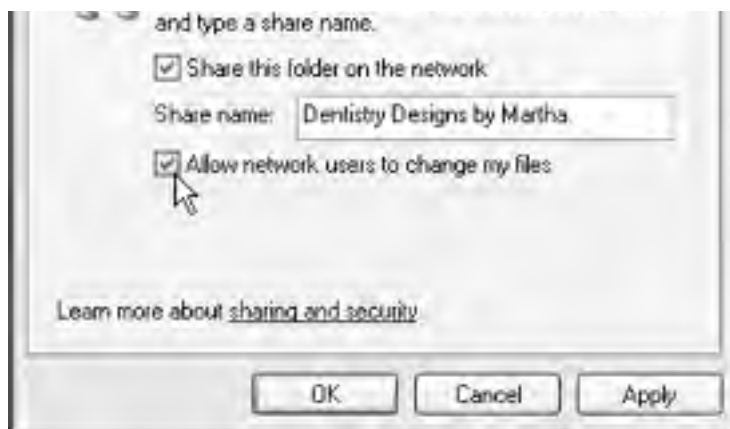 and type a share name.
Share this folder on the network
Share name: Dentistry Designs by Martha
Allow network users to change my files
Learn more about sharing and security
OK Cancel Apply